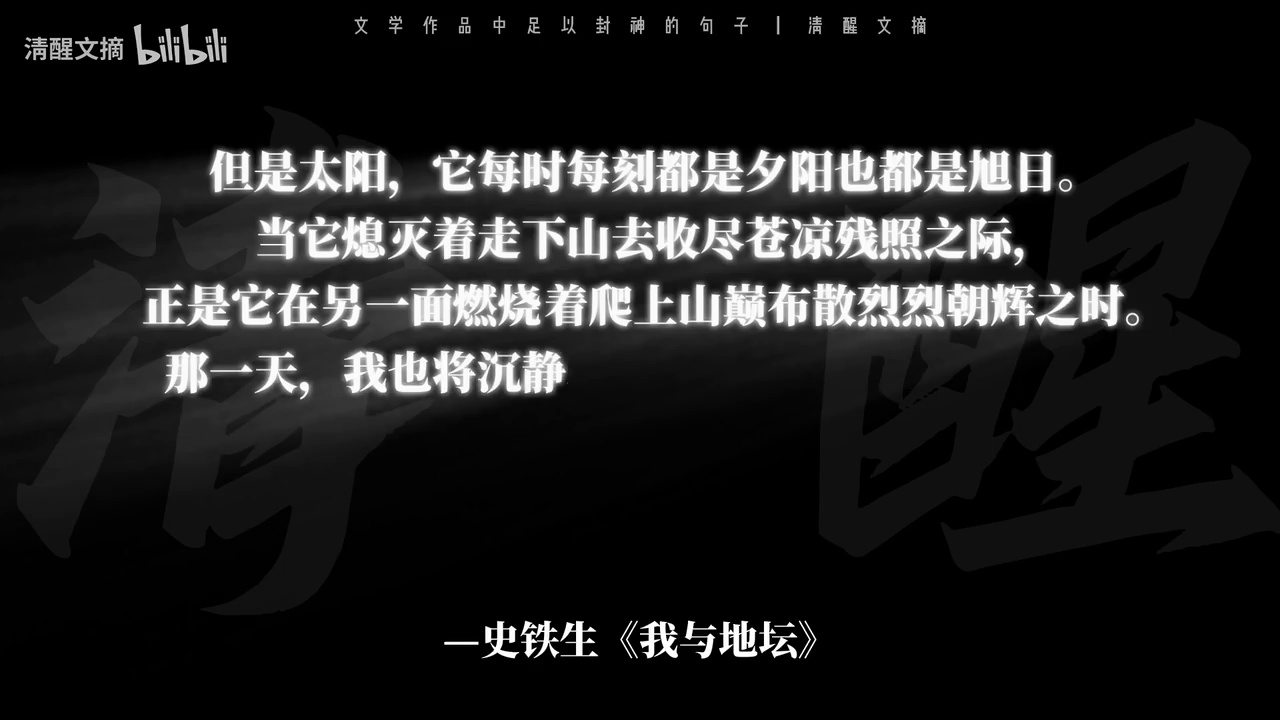 文学作品中足以封神的句子 | 清醒文摘
清醒文摘 bilibili
清醒
但是太阳，它每时每刻都是夕阳也都是旭日。
当它熄灭着走下山去收尽苍凉残照之际，
正是它在另一面燃烧着爬上山巅布散烈烈朝辉之时。
那一天，我也将沉静
—史铁生《我与地坛》